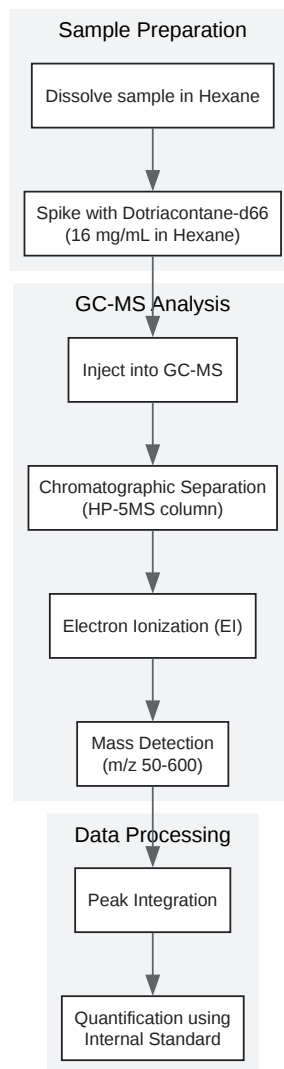 Sample Preparation
Dissolve sample in Hexane
Spike with Dotriacontane-d66
(16 mg/mL in Hexane)
GC-MS Analysis
Inject into GC-MS
Chromatographic Separation
(HP-5MS column)
Electron Ionization (EI)
Mass Detection
(m/z 50-600)
Data Processing
Peak Integration
Quantification using
Internal Standard